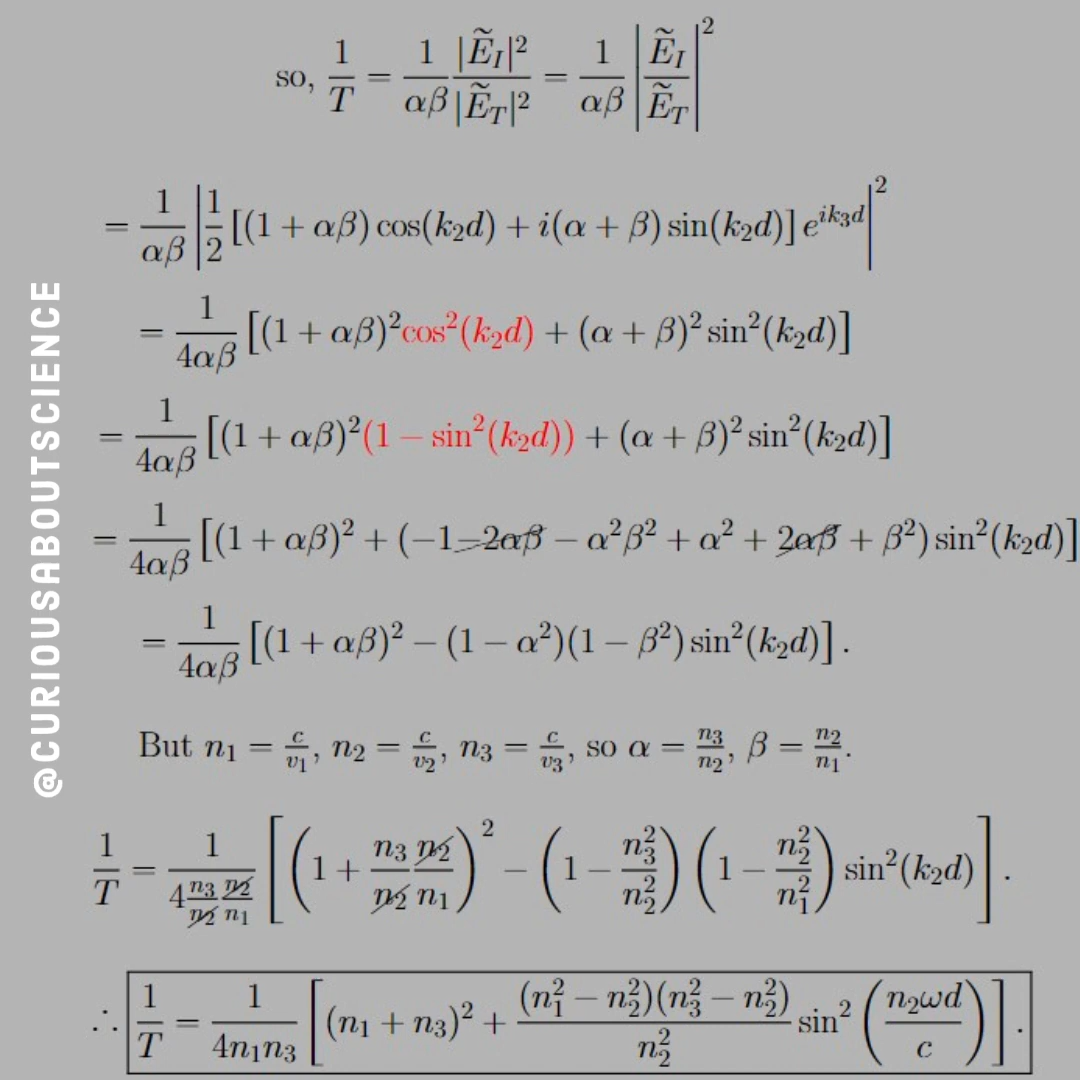 so, 1/T = 1/αβ |Ẽ_I|²/|Ẽ_T|² = 1/αβ |Ẽ_I/Ẽ_T|²
= 1/αβ |1/2 [(1 + αβ) cos(k₂d) + i(α + β) sin(k₂d)] e^{ik₃d}|²
= 1/4αβ [(1 + αβ)²cos²(k₂d) + (α + β)² sin²(k₂d)]
= 1/4αβ [(1 + αβ)²(1 − sin²(k₂d)) + (α + β)² sin²(k₂d)]
= 1/4αβ [(1 + αβ)² + (−1 − 2αβ − α²β² + α² + 2αβ + β²) sin²(k₂d)]
= 1/4αβ [(1 + αβ)² − (1 − α²)(1 − β²) sin²(k₂d)] .
But n₁ = c/v₁, n₂ = c/v₂, n₃ = c/v₃, so α = n₃/n₂, β = n₂/n₁.
1/T = 1/(4 n₃/n₂ n₂/n₁) [(1 + n₃/n₂ n₂/n₁)² − (1 − n₃²/n₂²) (1 − n₂²/n₁²) sin²(k₂d)] .
∴ 1/T = 1/4n₁n₃ [(n₁ + n₃)² + (n₁² − n₂²)(n₃² − n₂²)/n₂² sin² (n₂ωd/c)] .
@CURIOUSABOUTSCIENCE